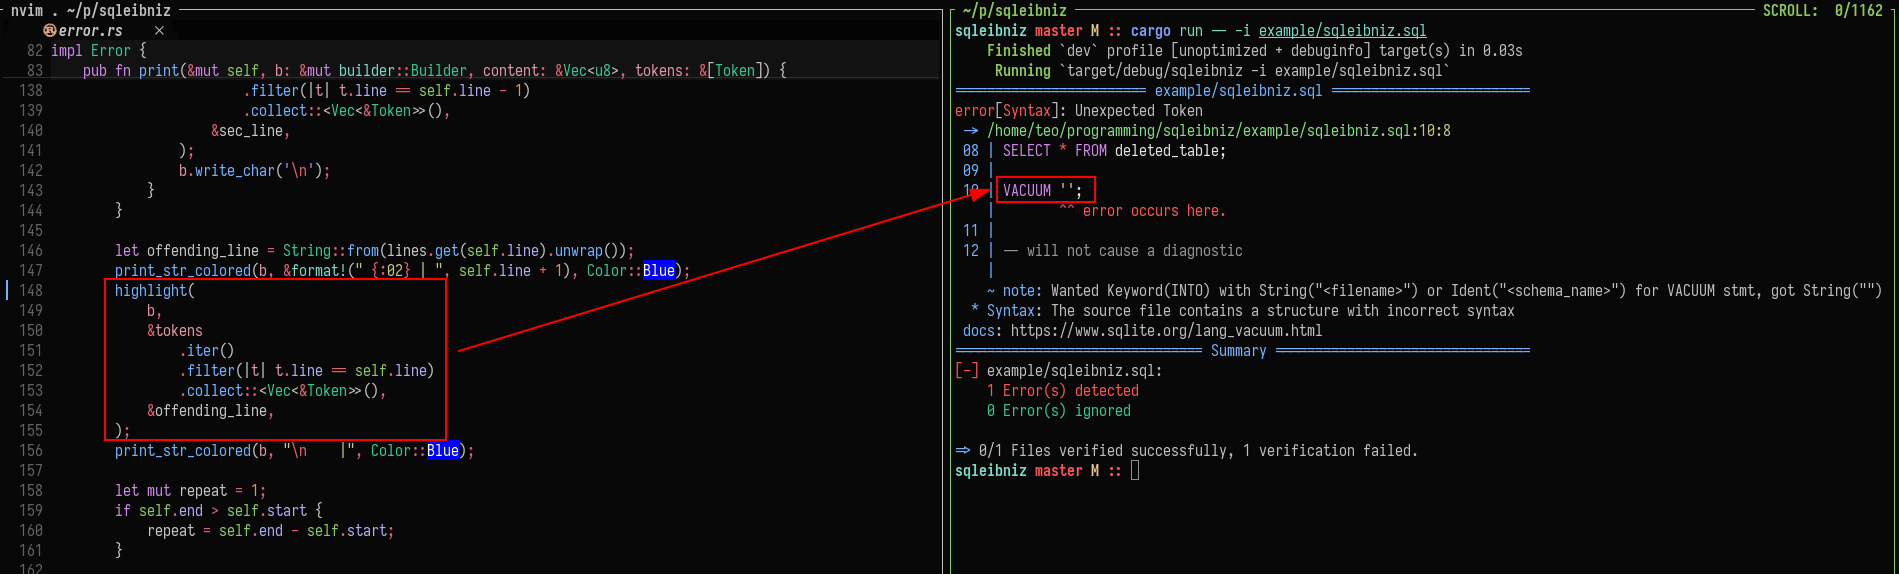 nvim . ~/p/sqleibniz
error.rs ×
82 impl Error {
83 pub fn print(&mut self, b: &mut builder::Builder, content: &Vec<u8>, tokens: &[Token]) {
138 .filter(|t| t.line == self.line - 1)
139 .collect::<Vec<&Token>>(),
140 &sec_line,
141 );
142 b.write_char('\n');
143 }
144 }
145
146 let offending_line = String::from(lines.get(self.line).unwrap());
147 print_str_colored(b, &format!(" {:02} | ", self.line + 1), Color::Blue);
148 highlight(
149 b,
150 &tokens
151 .iter()
152 .filter(|t| t.line == self.line)
153 .collect::<Vec<&Token>>(),
154 &offending_line,
155 );
156 print_str_colored(b, "\n    |", Color::Blue);
157
158 let mut repeat = 1;
159 if self.end > self.start {
160 repeat = self.end - self.start;
161 }
162
~/p/sqleibniz SCROLL: 0/1162
sqleibniz master M :: cargo run -- -i example/sqleibniz.sql
Finished `dev` profile [unoptimized + debuginfo] target(s) in 0.03s
Running `target/debug/sqleibniz -i example/sqleibniz.sql`
======================== example/sqleibniz.sql =========================
error[Syntax]: Unexpected Token
-> /home/teo/programming/sqleibniz/example/sqleibniz.sql:10:8
08 | SELECT * FROM deleted_table;
09 |
10 | VACUUM '';
| ^^ error occurs here.
11 |
12 | -- will not cause a diagnostic
|
~ note: Wanted Keyword(INTO) with String("<filename>") or Ident("<schema_name>") for VACUUM stmt, got String("")
* Syntax: The source file contains a structure with incorrect syntax
docs: https://www.sqlite.org/lang_vacuum.html
=============================== Summary ================================
[-] example/sqleibniz.sql:
1 Error(s) detected
0 Error(s) ignored
=> 0/1 Files verified successfully, 1 verification failed.
sqleibniz master M ::